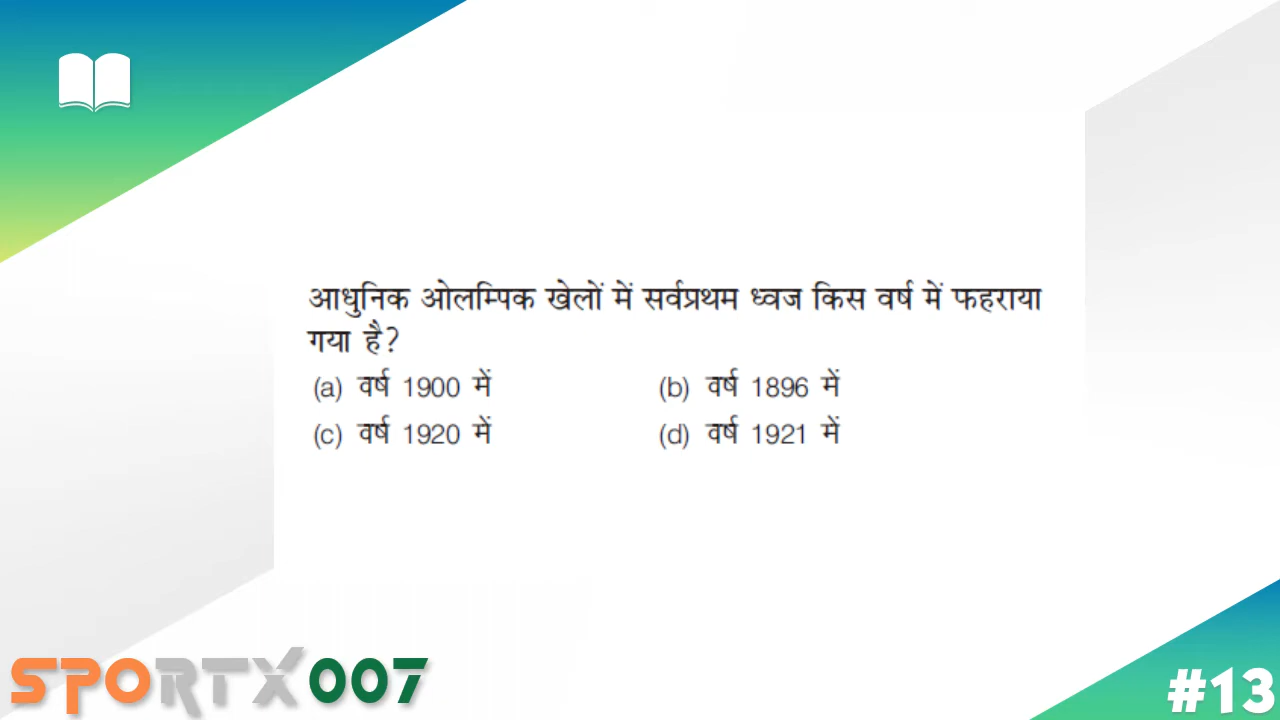 आधुनिक ओलम्पिक खेलों में सर्वप्रथम ध्वज किस वर्ष में फहराया
गया है?
(a) वर्ष 1900 में (b) वर्ष 1896 में
(c) वर्ष 1920 में (d) वर्ष 1921 में
SPORTX007
#13